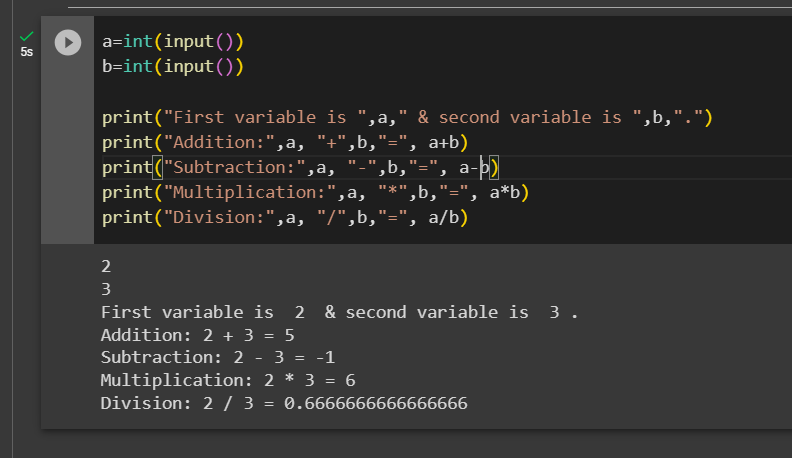 5s
a=int(input())
b=int(input())
print("First variable is ",a," & second variable is ",b,".")
print("Addition:",a, "+",b,"=", a+b)
print("Subtraction:",a, "-",b,"=", a-b)
print("Multiplication:",a, "*",b,"=", a*b)
print("Division:",a, "/",b,"=", a/b)
2
3
First variable is  2  & second variable is  3 .
Addition: 2 + 3 = 5
Subtraction: 2 - 3 = -1
Multiplication: 2 * 3 = 6
Division: 2 / 3 = 0.6666666666666666